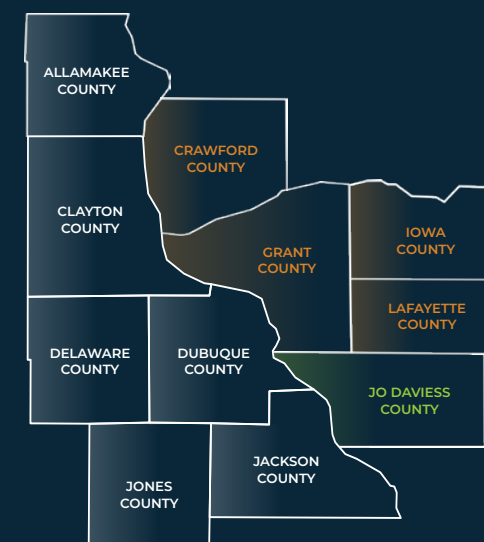 ALLAMAKEE
COUNTY
CRAWFORD
COUNTY
CLAYTON
COUNTY
GRANT
COUNTY
IOWA
COUNTY
LAFAYETTE
COUNTY
DELAWARE
COUNTY
DUBUQUE
COUNTY
JO DAVIESS
COUNTY
JACKSON
COUNTY
JONES
COUNTY